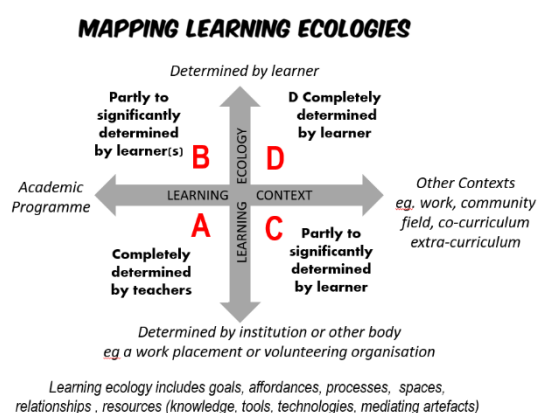 MAPPING LEARNING ECOLOGIES
Determined by learner
Partly to
significantly
determined
by learner(s)
B
D Completely
determined
by learner
D
LEARNING ECOLOGY
Academic
Programme
LEARNING CONTEXT
Other Contexts
eg. work, community
field, co-curriculum
extra-curriculum
A
Completely
determined
by teachers
C
Partly to
significantly
determined
by learner
Determined by institution or other body
eg a work placement or volunteering organisation
Learning ecology includes goals, affordances, processes, spaces,
relationships , resources (knowledge, tools, technologies, mediating artefacts)